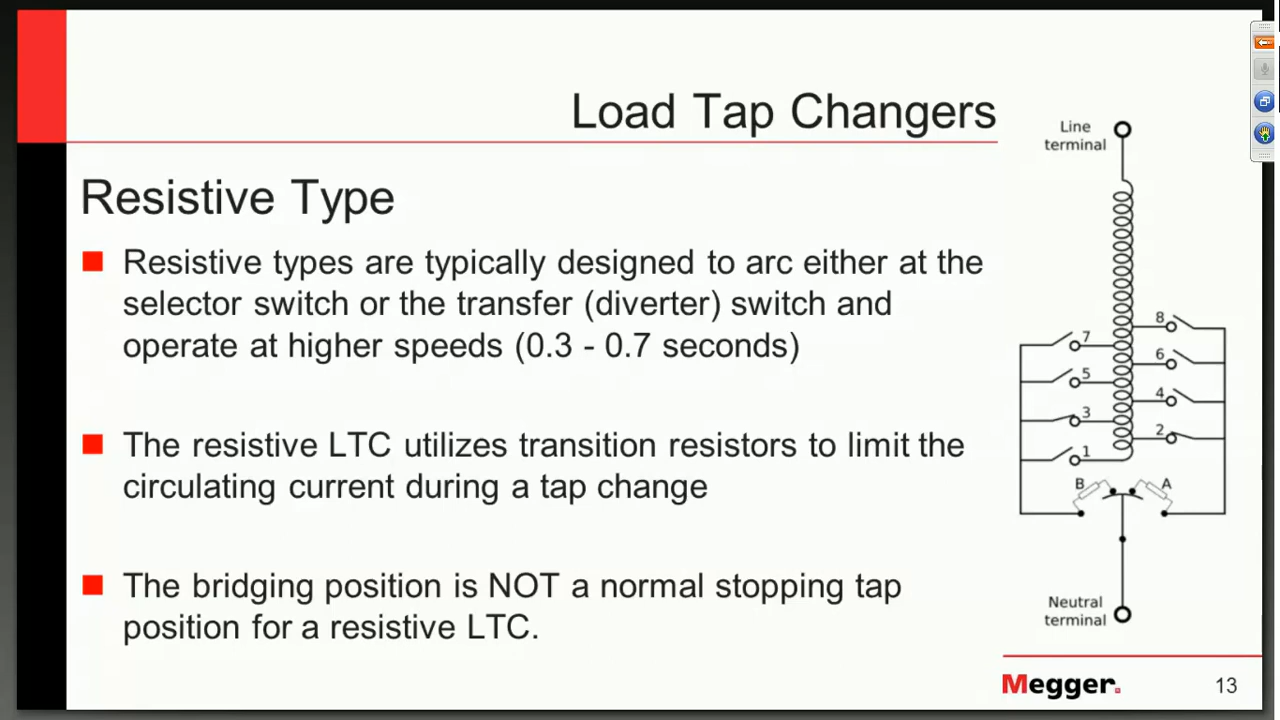 Load Tap Changers
Resistive Type
Resistive types are typically designed to arc either at the
selector switch or the transfer (diverter) switch and
operate at higher speeds (0.3 - 0.7 seconds)
The resistive LTC utilizes transition resistors to limit the
circulating current during a tap change
The bridging position is NOT a normal stopping tap
position for a resistive LTC.
Line
terminal
8
7
6
5
4
3
2
1
B
A
Neutral
terminal
Megger.
13